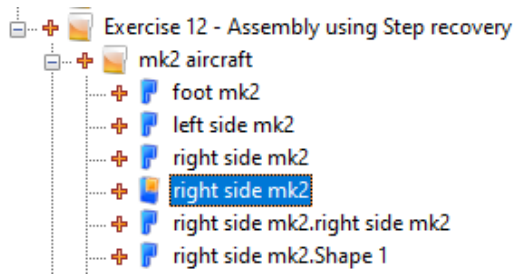 Exercise 12 - Assembly using Step recovery
mk2 aircraft
foot mk2
left side mk2
right side mk2
right side mk2
right side mk2.right side mk2
right side mk2.Shape 1